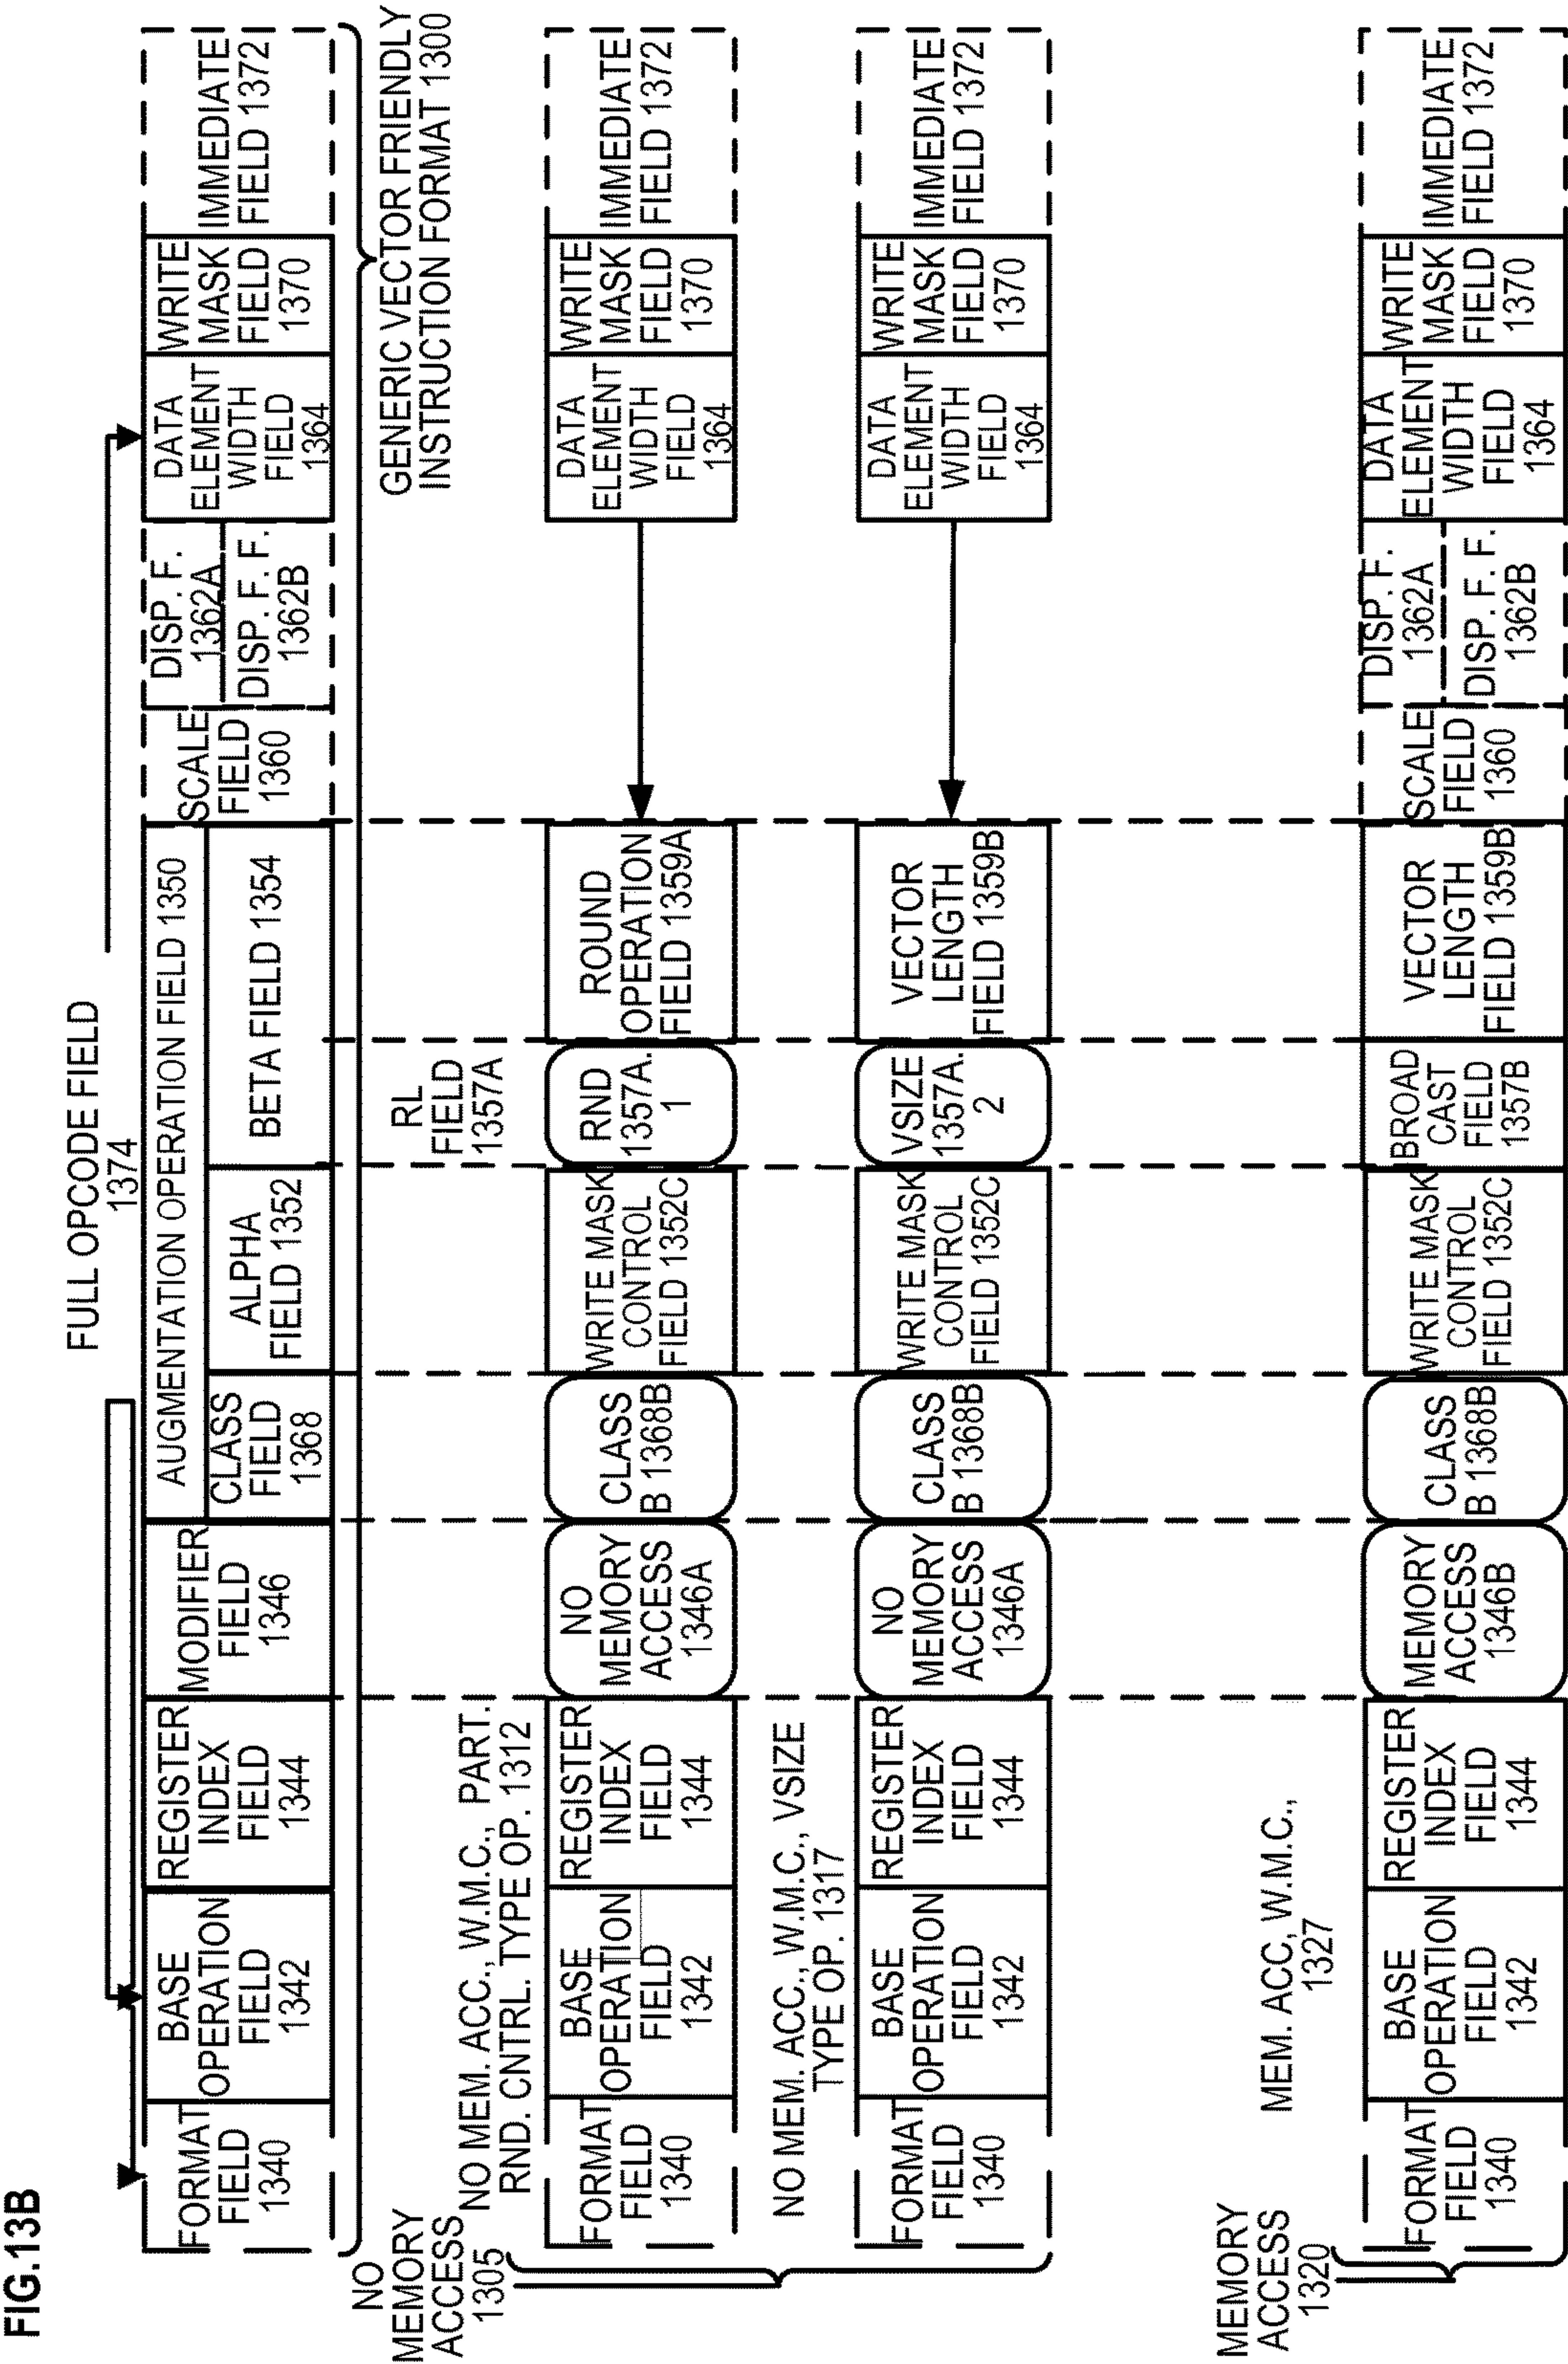 FIG.13B
FULL OPCODE FIELD
1374
FORMAT
FIELD
1340
BASE
OPERATION
FIELD
1342
REGISTER
INDEX
FIELD
1344
MODIFIER
FIELD
1346
AUGMENTATION OPERATION FIELD 1350
CLASS
FIELD
1368
ALPHA
FIELD 1352
BETA FIELD 1354
SCALE
FIELD
1360
DISP. F.
1362A
DISP. F. F.
1362B
DATA
ELEMENT
WIDTH
FIELD
1364
WRITE
MASK
FIELD
1370
IMMEDIATE
FIELD 1372
GENERIC VECTOR FRIENDLY
INSTRUCTION FORMAT 1300
NO
MEMORY
ACCESS
1305
RL
FIELD
1357A
NO MEM. ACC., W.M.C., PART.
RND. CNTRL. TYPE OP. 1312
FORMAT
FIELD
1340
BASE
OPERATION
FIELD
1342
REGISTER
INDEX
FIELD
1344
NO
MEMORY
ACCESS
1346A
CLASS
B 1368B
WRITE MASK
CONTROL
FIELD 1352C
RND
1357A.
1
ROUND
OPERATION
FIELD 1359A
DATA
ELEMENT
WIDTH
FIELD
1364
WRITE
MASK
FIELD
1370
IMMEDIATE
FIELD 1372
NO MEM. ACC., W.M.C., VSIZE
TYPE OP. 1317
FORMAT
FIELD
1340
BASE
OPERATION
FIELD
1342
REGISTER
INDEX
FIELD
1344
NO
MEMORY
ACCESS
1346A
CLASS
B 1368B
WRITE MASK
CONTROL
FIELD 1352C
VSIZE
1357A.
2
VECTOR
LENGTH
FIELD 1359B
DATA
ELEMENT
WIDTH
FIELD
1364
WRITE
MASK
FIELD
1370
IMMEDIATE
FIELD 1372
MEMORY
ACCESS
1320
MEM. ACC, W.M.C.,
1327
FORMAT
FIELD
1340
BASE
OPERATION
FIELD
1342
REGISTER
INDEX
FIELD
1344
MEMORY
ACCESS
1346B
CLASS
B 1368B
WRITE MASK
CONTROL
FIELD 1352C
BROAD
CAST
FIELD
1357B
VECTOR
LENGTH
FIELD 1359B
SCALE
FIELD
1360
DISP. F.
1362A
DISP. F. F.
1362B
DATA
ELEMENT
WIDTH
FIELD
1364
WRITE
MASK
FIELD
1370
IMMEDIATE
FIELD 1372